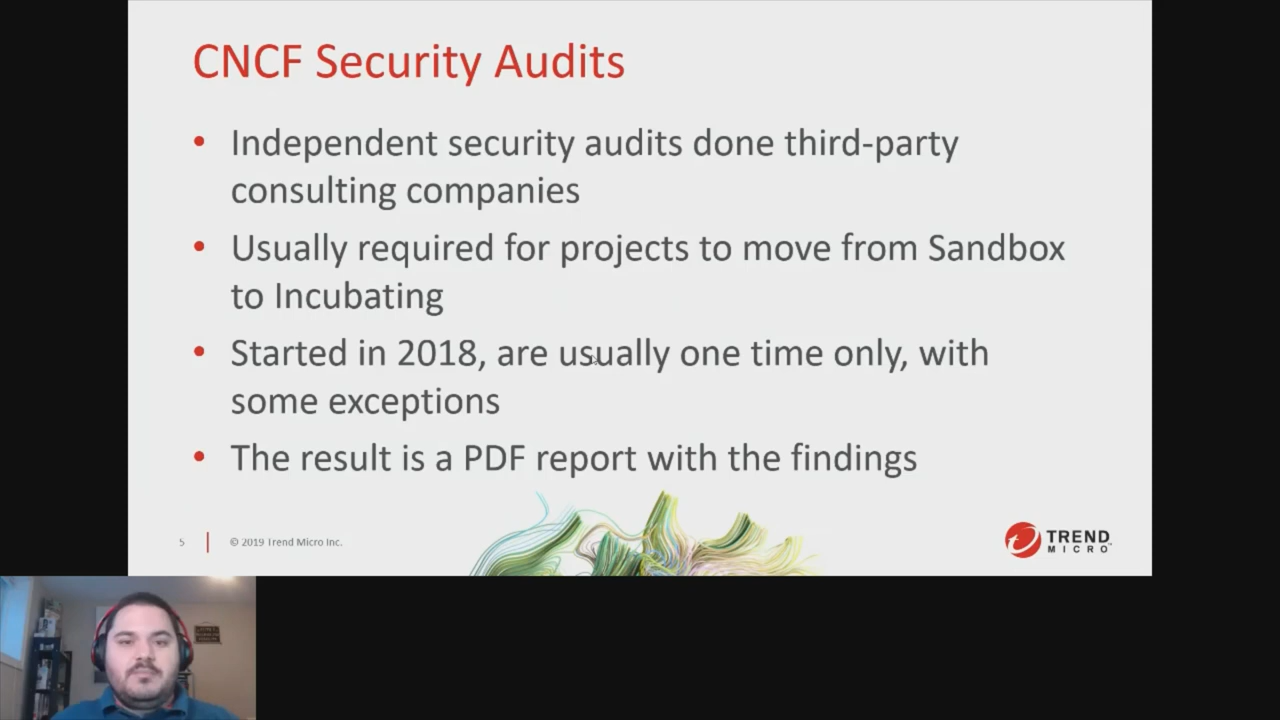 CNCF Security Audits
• Independent security audits done third-party
consulting companies
• Usually required for projects to move from Sandbox
to Incubating
• Started in 2018, are usually one time only, with
some exceptions
• The result is a PDF report with the findings
5
© 2019 Trend Micro Inc.
TREND
MICRO™